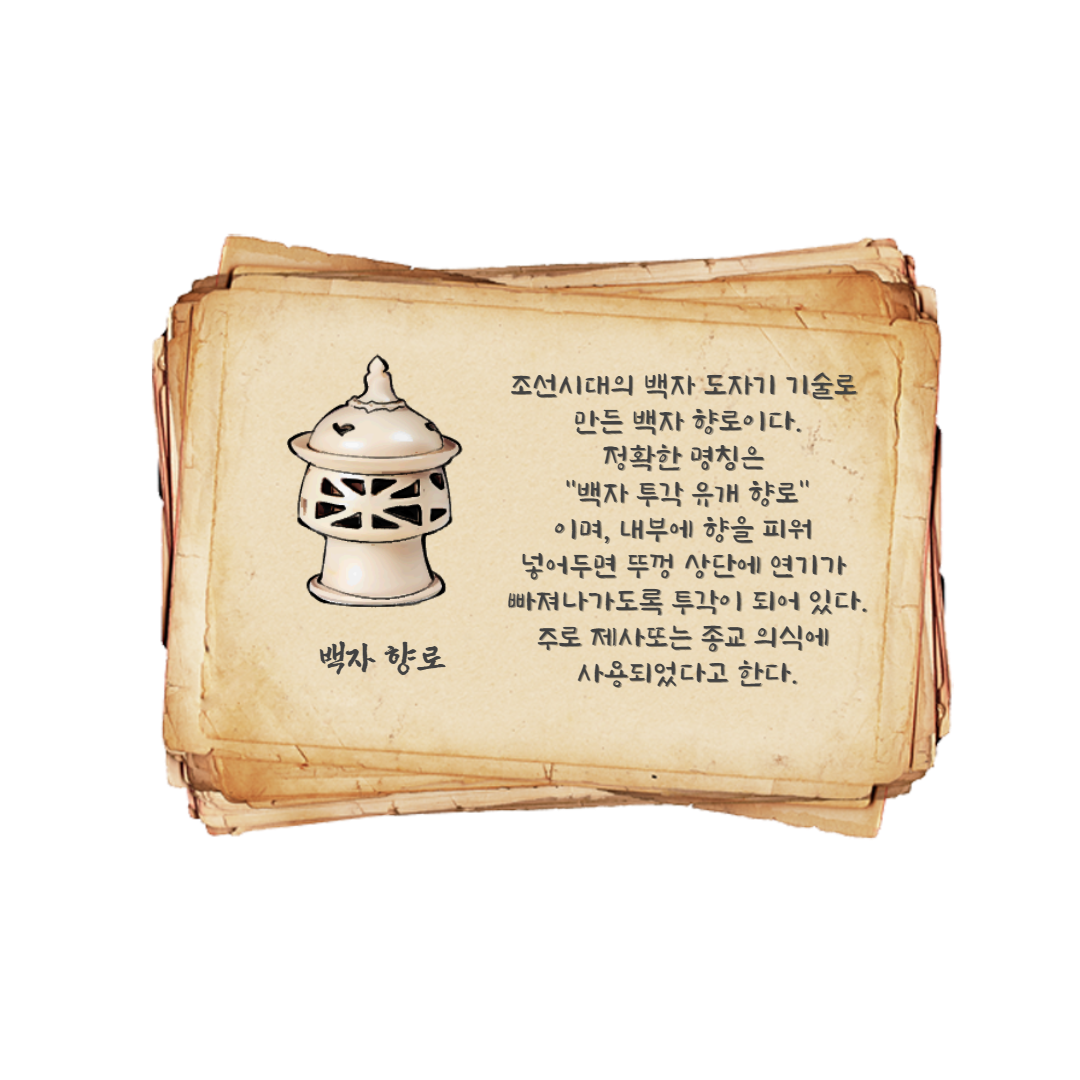 조선시대의 백자 도자기 기술로
만든 백자 향로이다.
정확한 명칭은
"백자 투각 유개 향로"
이며, 내부에 향을 피워
넣어두면 뚜껑 상단에 연기가
빠져나가도록 투각이 되어 있다.
주로 제사또는 종교 의식에
사용되었다고 한다.
백자 향로